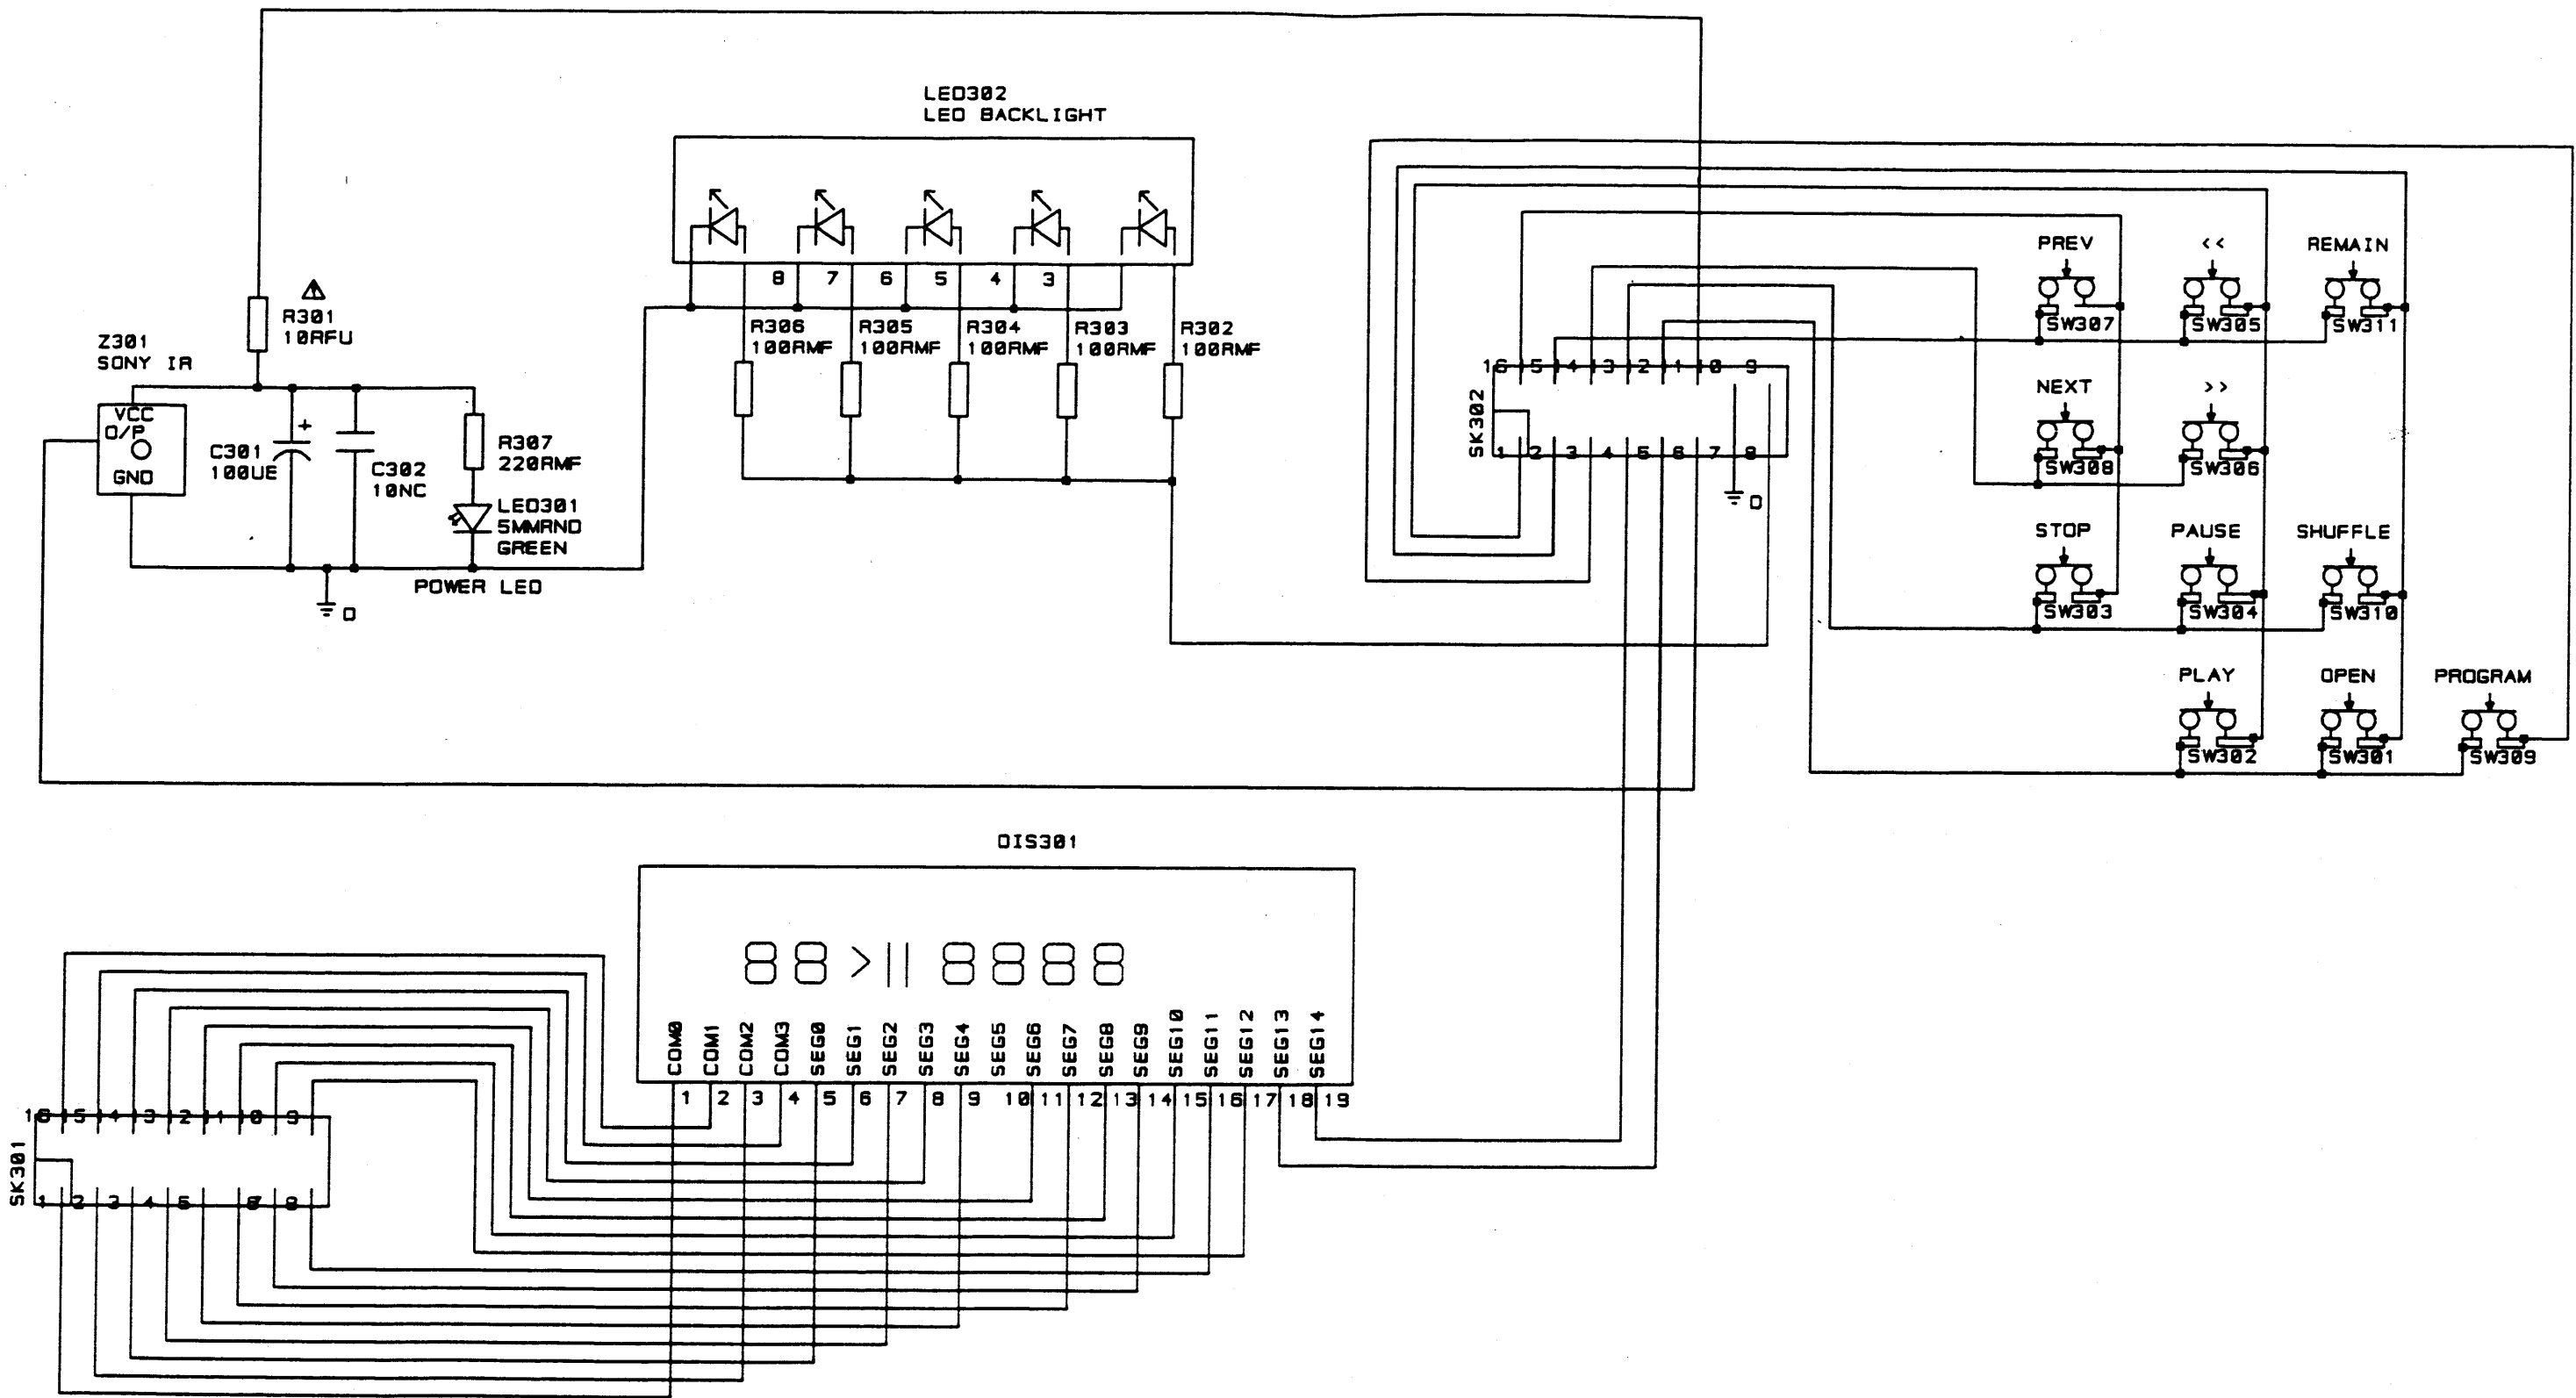 LED302
LED BACKLIGHT
8 7 6 5 4 3
R301
10RFU
Z301
SONY IR
VCC
O/P
GND
C301
100UE
+
C302
10NC
R307
220RMF
LED301
5MMRND
GREEN
POWER LED
D
R306
100RMF
R305
100RMF
R304
100RMF
R303
100RMF
R302
100RMF
SK302
16 15 14 13 12 11 10 9
1 2 3 4 5 6 7 8
D
PREV
<<
REMAIN
SW307
SW305
SW311
NEXT
>>
SW308
SW306
STOP
PAUSE
SHUFFLE
SW303
SW304
SW310
PLAY
OPEN
PROGRAM
SW302
SW301
SW309
DIS301
88>||8888
COM0
COM1
COM2
COM3
SEG0
SEG1
SEG2
SEG3
SEG4
SEG5
SEG6
SEG7
SEG8
SEG9
SEG10
SEG11
SEG12
SEG13
SEG14
1 2 3 4 5 6 7 8 9 10 11 12 13 14 15 16 17 18 19
SK301
16 15 14 13 12 11 10 9
1 2 3 4 5 6 7 8